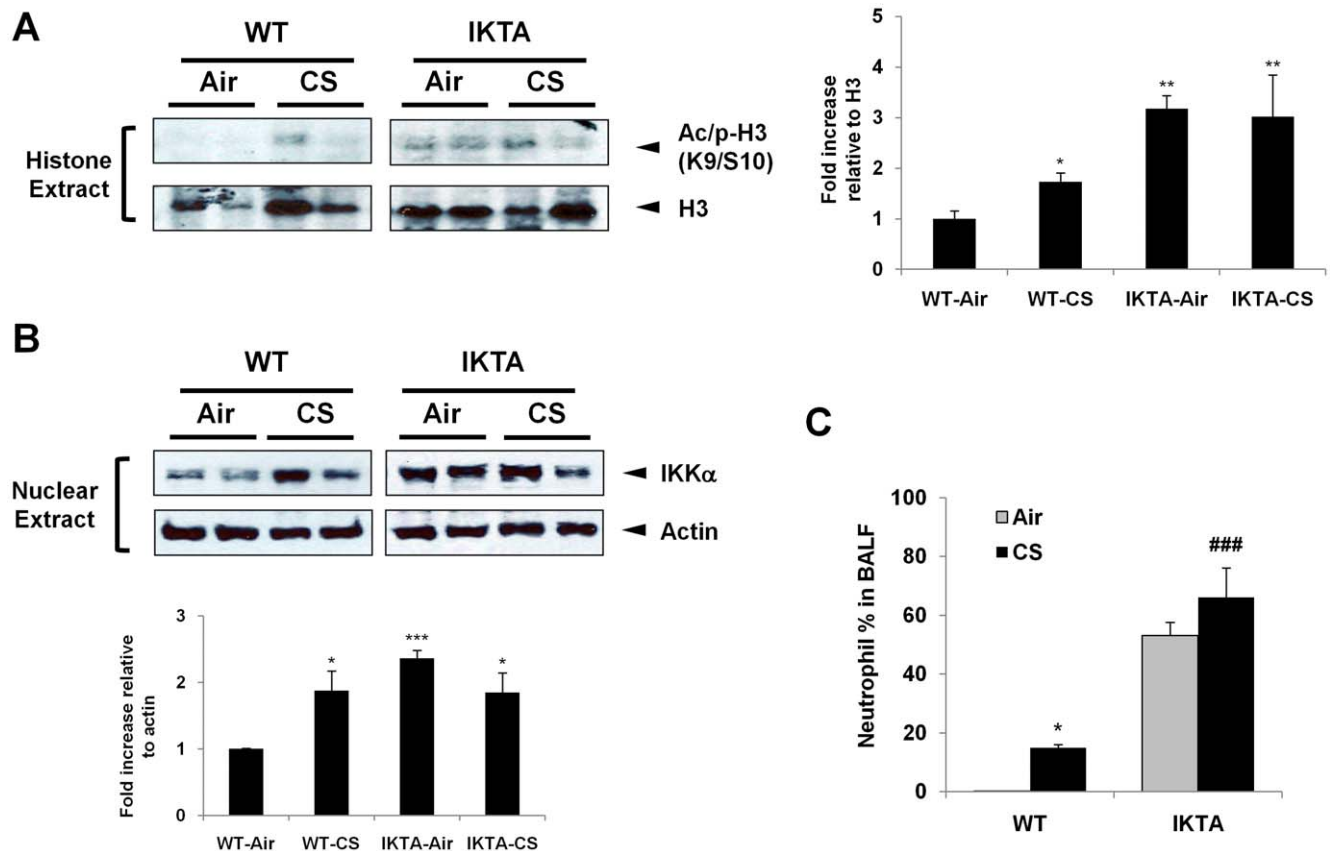 A
WT
IKTA
Air
CS
Air
CS
Histone
Extract
Ac/p-H3
(K9/S10)
H3
Fold increase
relative to H3
5
4
3
2
1
0
*
**
**
WT-Air
WT-CS
IKTA-Air
IKTA-CS
B
WT
IKTA
Air
CS
Air
CS
Nuclear
Extract
IKKα
Actin
Fold increase relative
to actin
3
2
1
0
*
***
*
WT-Air
WT-CS
IKTA-Air
IKTA-CS
C
Neutrophil % in BALF
100
80
60
40
20
0
Air
CS
*
###
WT
IKTA